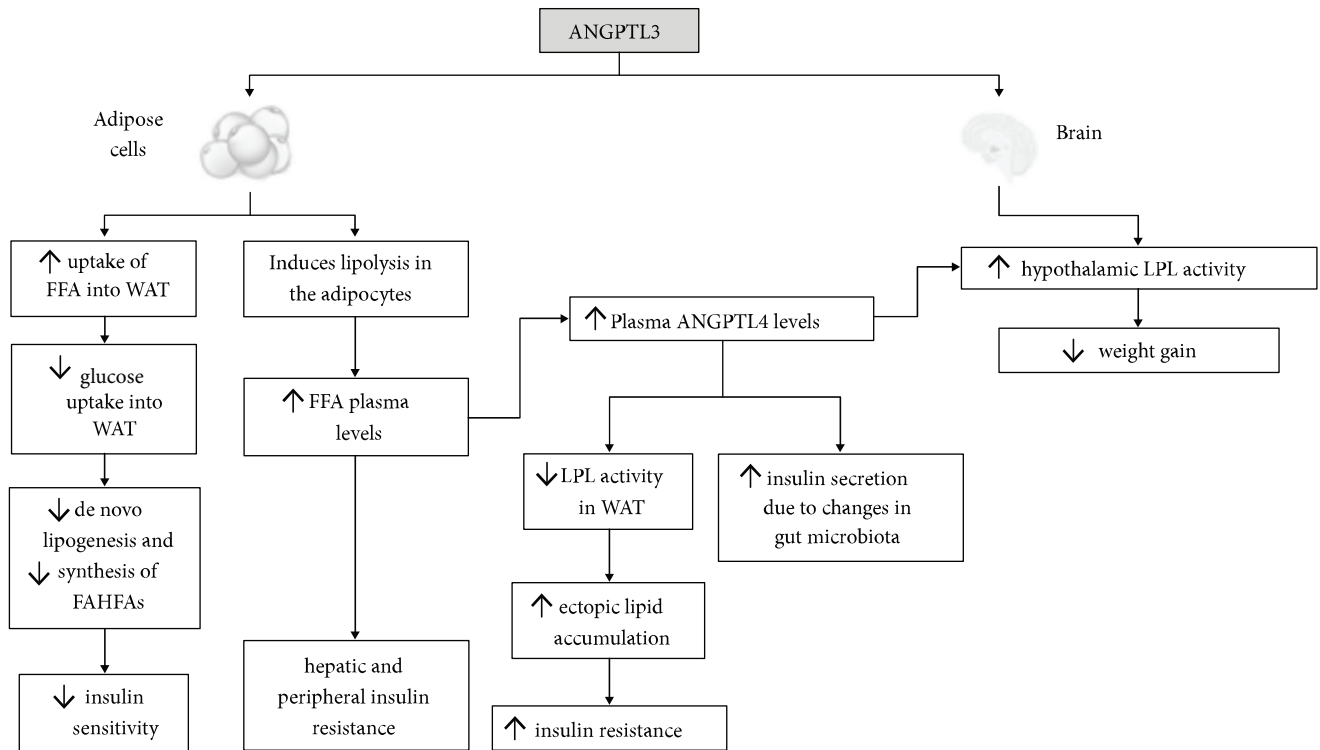 ANGPTL3
Adipose
cells
Brain
↑ uptake of
FFA into WAT
↓ glucose
uptake into
WAT
↓ de novo
lipogenesis and
↓ synthesis of
FAHFAs
↓ insulin
sensitivity
Induces lipolysis in
the adipocytes
↑ FFA plasma
levels
hepatic and
peripheral insulin
resistance
↑ Plasma ANGPTL4 levels
↓ LPL activity
in WAT
↑ ectopic lipid
accumulation
↑ insulin resistance
↑ insulin secretion
due to changes in
gut microbiota
↑ hypothalamic LPL activity
↓ weight gain